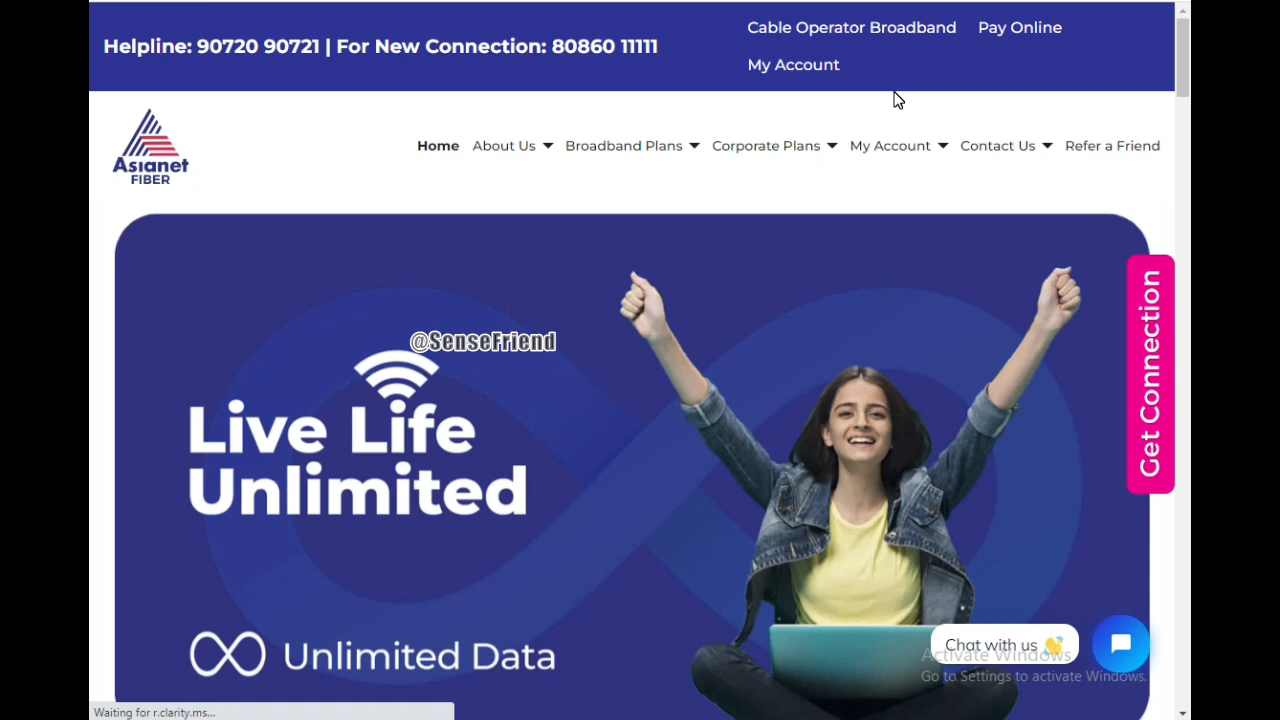 Helpline: 90720 90721 | For New Connection: 80860 11111
Cable Operator Broadband Pay Online
My Account
Asianet
FIBER
Home About Us Broadband Plans Corporate Plans My Account Contact Us Refer a Friend
@SenseFriend
Live Life
Unlimited
Unlimited Data
Get Connection
Chat with us 👋
Activate Windows
Go to Settings to activate Windows.
Waiting for r.clarity.ms...